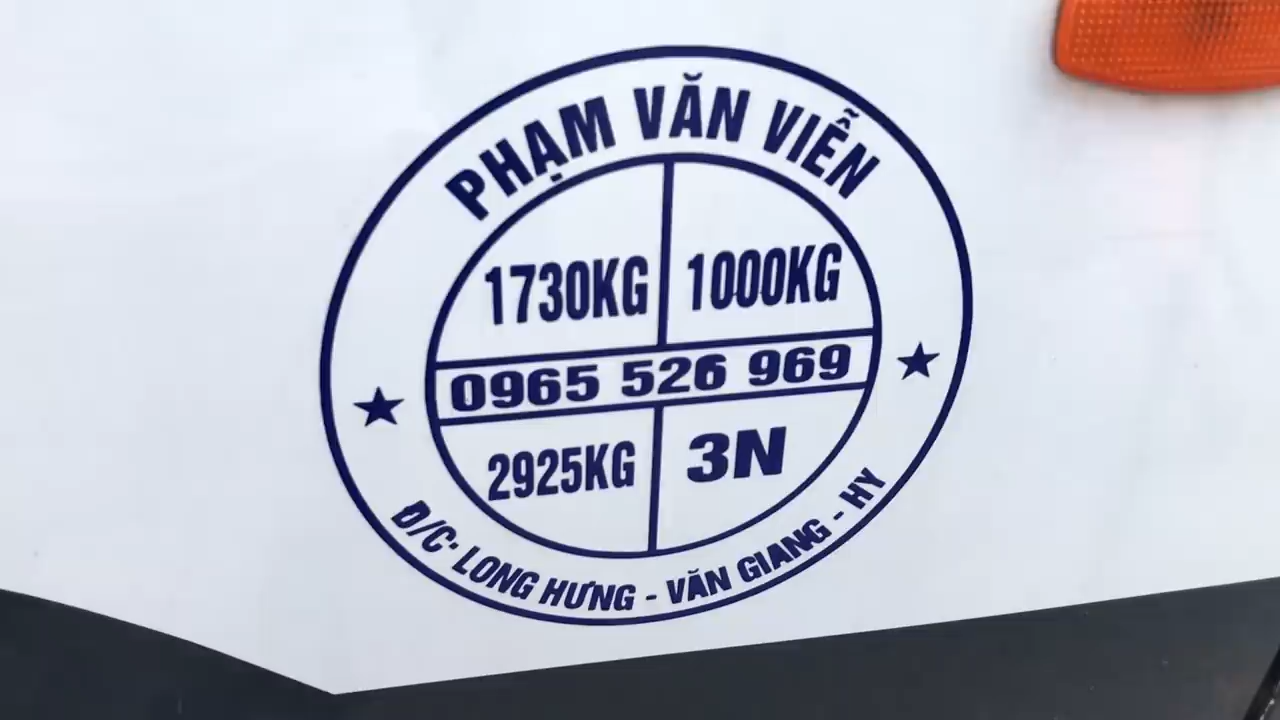 PHẠM VĂN VIỄN
1730KG 1000KG
0965 526 969
2925KG 3N
Đ/C: LONG HƯNG - VĂN GIANG - HY